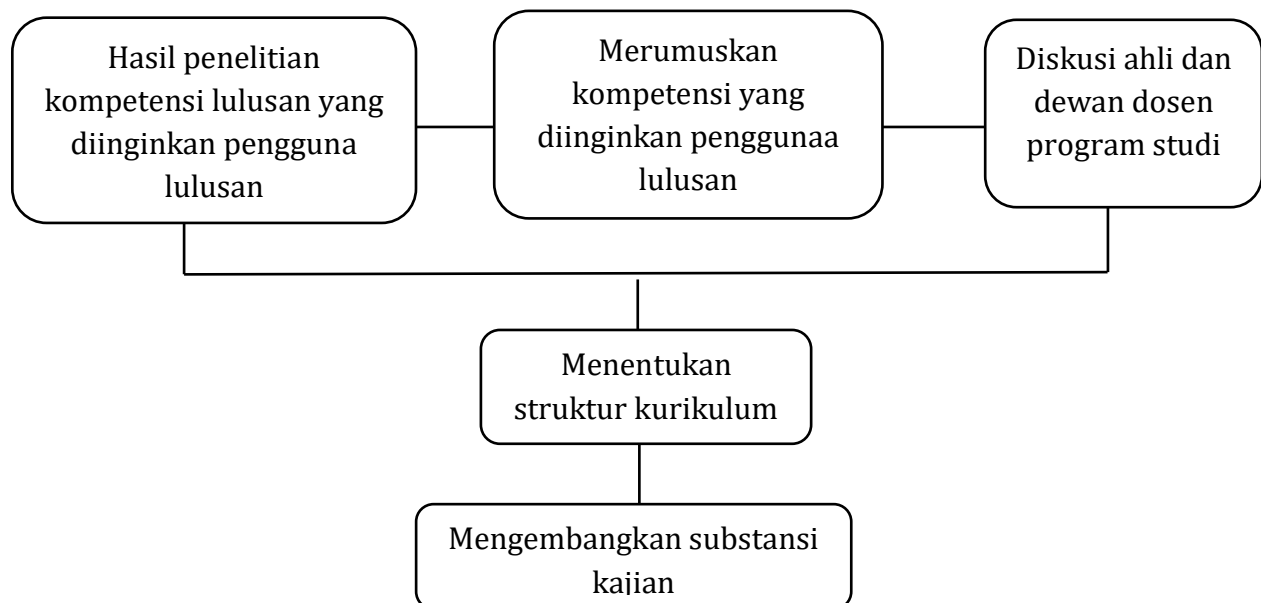 Hasil penelitian
kompetensi lulusan yang
diinginkan pengguna
lulusan
Merumuskan
kompetensi yang
diinginkan penggunaa
lulusan
Diskusi ahli dan
dewan dosen
program studi
Menentukan
struktur kurikulum
Mengembangkan substansi
kajian